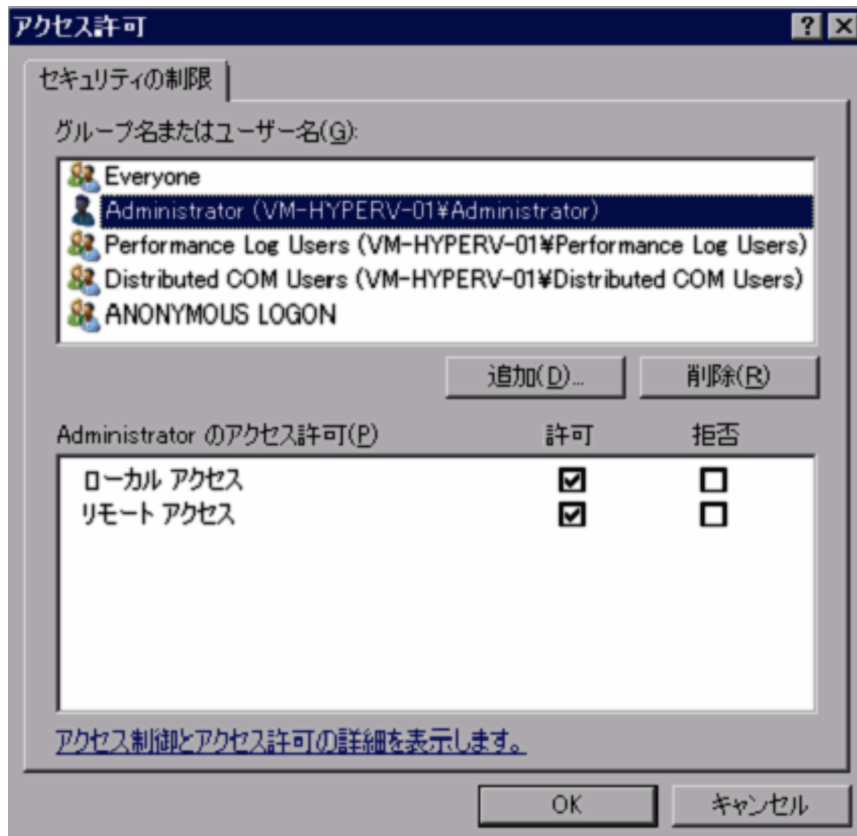 アクセス許可
セキュリティの制限
グループ名またはユーザー名(G):
Everyone
Administrator (VM-HYPERV-01¥Administrator)
Performance Log Users (VM-HYPERV-01¥Performance Log Users)
Distributed COM Users (VM-HYPERV-01¥Distributed COM Users)
ANONYMOUS LOGON
追加(D)... 削除(R)
Administrator のアクセス許可(P) 許可 拒否
ローカル アクセス
リモート アクセス
アクセス制御とアクセス許可の詳細を表示します。
OK キャンセル